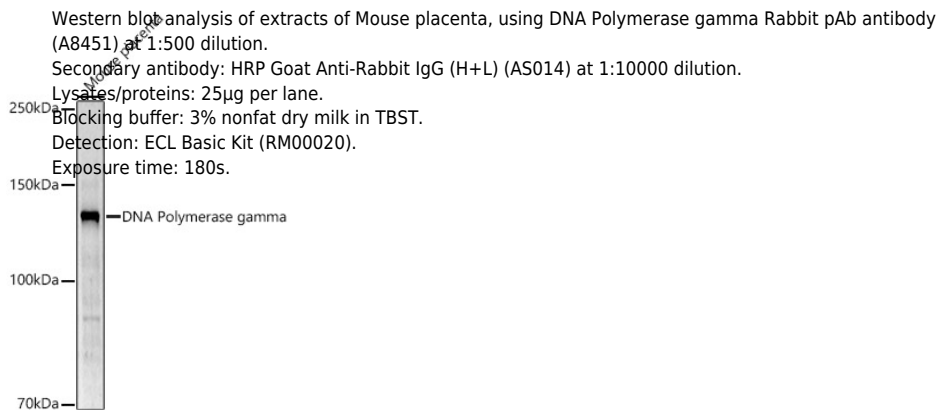 Western blot analysis of extracts of Mouse placenta, using DNA Polymerase gamma Rabbit pAb antibody
(A8451) at 1:500 dilution.
Secondary antibody: HRP Goat Anti-Rabbit IgG (H+L) (AS014) at 1:10000 dilution.
Lysates/proteins: 25μg per lane.
Blocking buffer: 3% nonfat dry milk in TBST.
Detection: ECL Basic Kit (RM00020).
Exposure time: 180s.
Mouse placenta
250kDa
150kDa
DNA Polymerase gamma
100kDa
70kDa